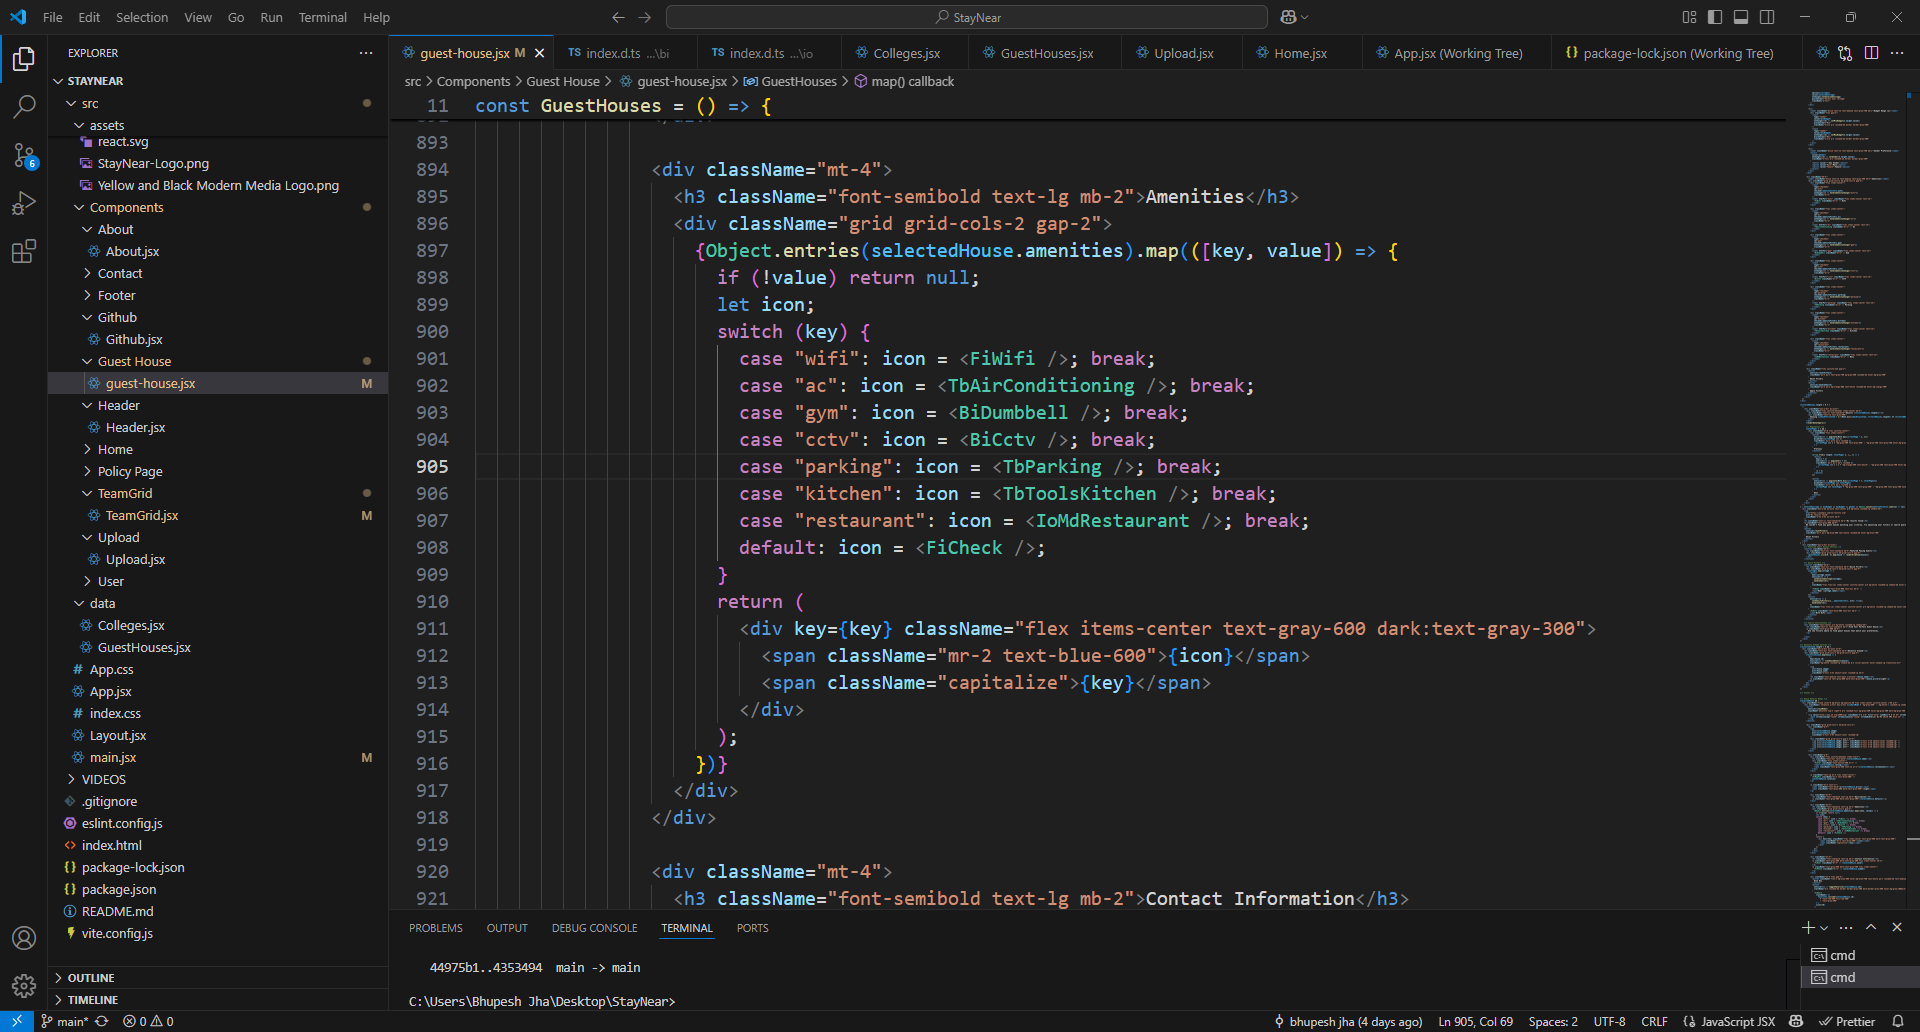 File Edit Selection View Go Run Terminal Help
StayNear
EXPLORER
STAYNEAR
src
assets
react.svg
StayNear-Logo.png
Yellow and Black Modern Media Logo.png
Components
About
About.jsx
Contact
Footer
Github
Github.jsx
Guest House
guest-house.jsx M
Header
Header.jsx
Home
Policy Page
TeamGrid
TeamGrid.jsx M
Upload
Upload.jsx
User
data
Colleges.jsx
GuestHouses.jsx
App.css
App.jsx
index.css
Layout.jsx
main.jsx M
VIDEOS
.gitignore
eslint.config.js
index.html
package-lock.json
package.json
README.md
vite.config.js
OUTLINE
TIMELINE
6
guest-house.jsx M
TS index.d.ts ...\bi
TS index.d.ts ...\io
Colleges.jsx
GuestHouses.jsx
Upload.jsx
Home.jsx
App.jsx (Working Tree)
package-lock.json (Working Tree)
src > Components > Guest House > guest-house.jsx > GuestHouses > map() callback
11 const GuestHouses = () => {
893
894 <div className="mt-4">
895 <h3 className="font-semibold text-lg mb-2">Amenities</h3>
896 <div className="grid grid-cols-2 gap-2">
897 {Object.entries(selectedHouse.amenities).map(([key, value]) => {
898 if (!value) return null;
899 let icon;
900 switch (key) {
901 case "wifi": icon = <FiWifi />; break;
902 case "ac": icon = <TbAirConditioning />; break;
903 case "gym": icon = <BiDumbbell />; break;
904 case "cctv": icon = <BiCctv />; break;
905 case "parking": icon = <TbParking />; break;
906 case "kitchen": icon = <TbToolsKitchen />; break;
907 case "restaurant": icon = <IoMdRestaurant />; break;
908 default: icon = <FiCheck />;
909 }
910 return (
911 <div key={key} className="flex items-center text-gray-600 dark:text-gray-300">
912 <span className="mr-2 text-blue-600">{icon}</span>
913 <span className="capitalize">{key}</span>
914 </div>
915 );
916 })}
917 </div>
918 </div>
919
920 <div className="mt-4">
921 <h3 className="font-semibold text-lg mb-2">Contact Information</h3>
PROBLEMS OUTPUT DEBUG CONSOLE TERMINAL PORTS
44975b1..4353494 main -> main
C:\Users\Bhupesh Jha\Desktop\StayNear>
cmd
cmd
main* 0 0
bhupesh jha (4 days ago) Ln 905, Col 69 Spaces: 2 UTF-8 CRLF JavaScript JSX Prettier